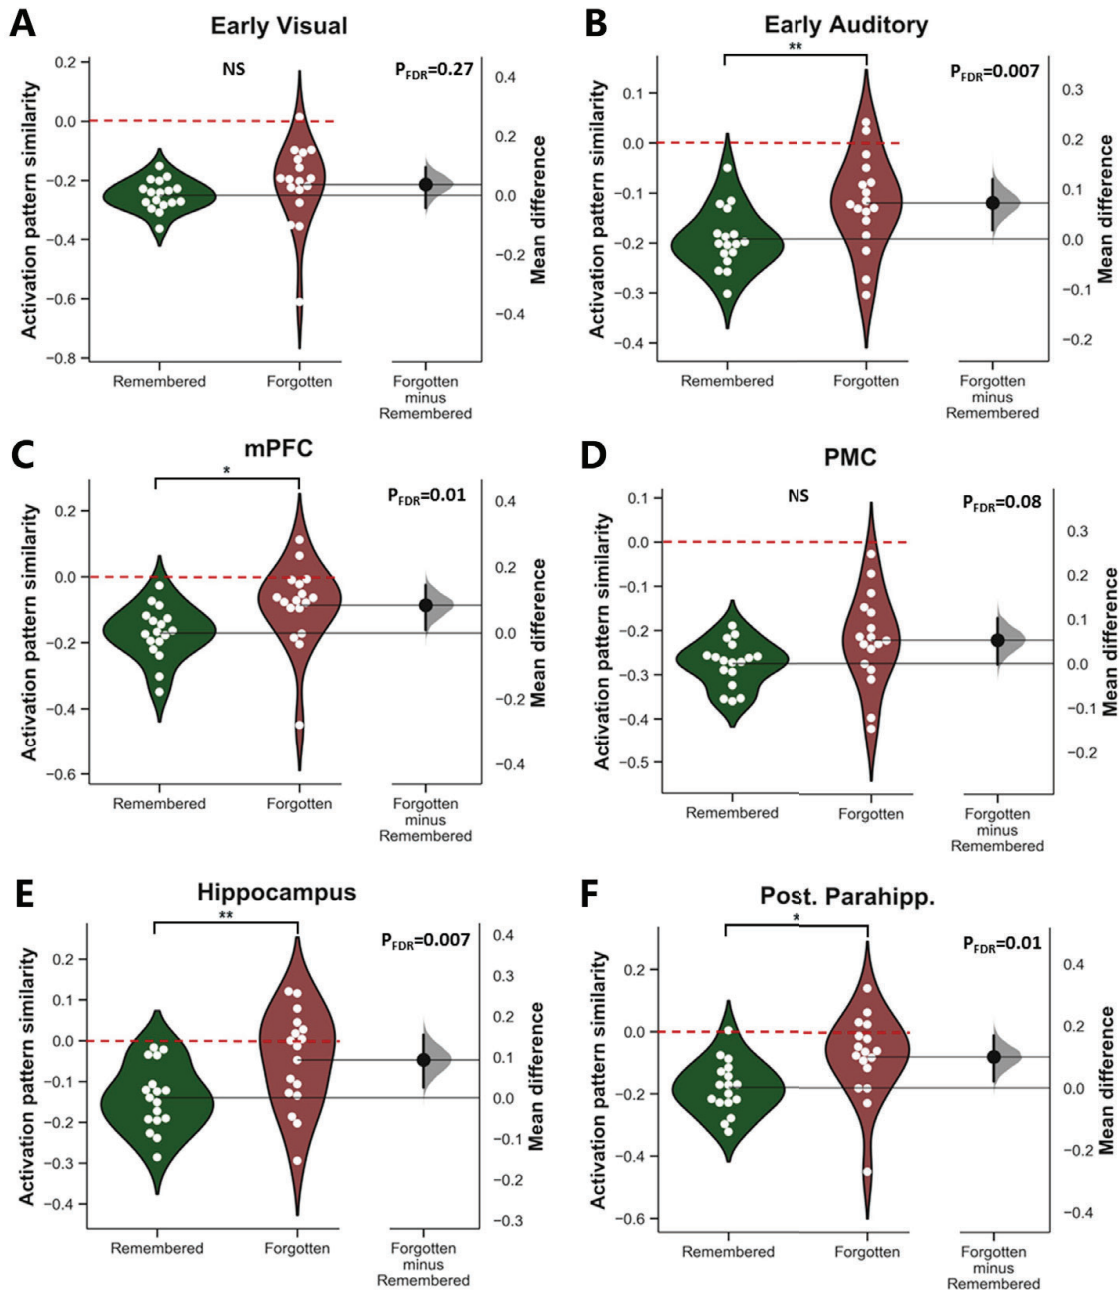 A
Early Visual
NS
P_FDR=0.27
Activation pattern similarity
0.2
0.0
−0.2
−0.4
−0.6
−0.8
0.4
0.2
0.0
−0.2
−0.4
Mean difference
Remembered
Forgotten
Forgotten
minus
Remembered
B
Early Auditory
**
P_FDR=0.007
Activation pattern similarity
0.1
0.0
−0.1
−0.2
−0.3
−0.4
0.3
0.2
0.1
0.0
−0.1
−0.2
Mean difference
Remembered
Forgotten
Forgotten
minus
Remembered
C
mPFC
*
P_FDR=0.01
Activation pattern similarity
0.2
0.0
−0.2
−0.4
−0.6
0.4
0.2
0.0
−0.2
−0.4
Mean difference
Remembered
Forgotten
Forgotten
minus
Remembered
D
PMC
NS
P_FDR=0.08
Activation pattern similarity
0.1
0.0
−0.1
−0.2
−0.3
−0.4
−0.5
0.3
0.2
0.1
0.0
−0.1
−0.2
Mean difference
Remembered
Forgotten
Forgotten
minus
Remembered
E
Hippocampus
**
P_FDR=0.007
Activation pattern similarity
0.2
0.1
0.0
−0.1
−0.2
−0.3
−0.4
0.4
0.3
0.2
0.1
0.0
−0.1
−0.2
−0.3
Mean difference
Remembered
Forgotten
Forgotten
minus
Remembered
F
Post. Parahipp.
*
P_FDR=0.01
Activation pattern similarity
0.2
0.0
−0.2
−0.4
−0.6
0.4
0.2
0.0
−0.2
−0.4
Mean difference
Remembered
Forgotten
Forgotten
minus
Remembered